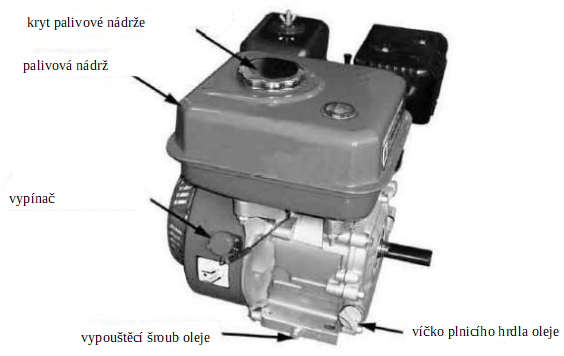 kryt palivové nádrže
palivová nádrž
vypínač
vypouštěcí šroub oleje
víčko plnicího hrdla oleje